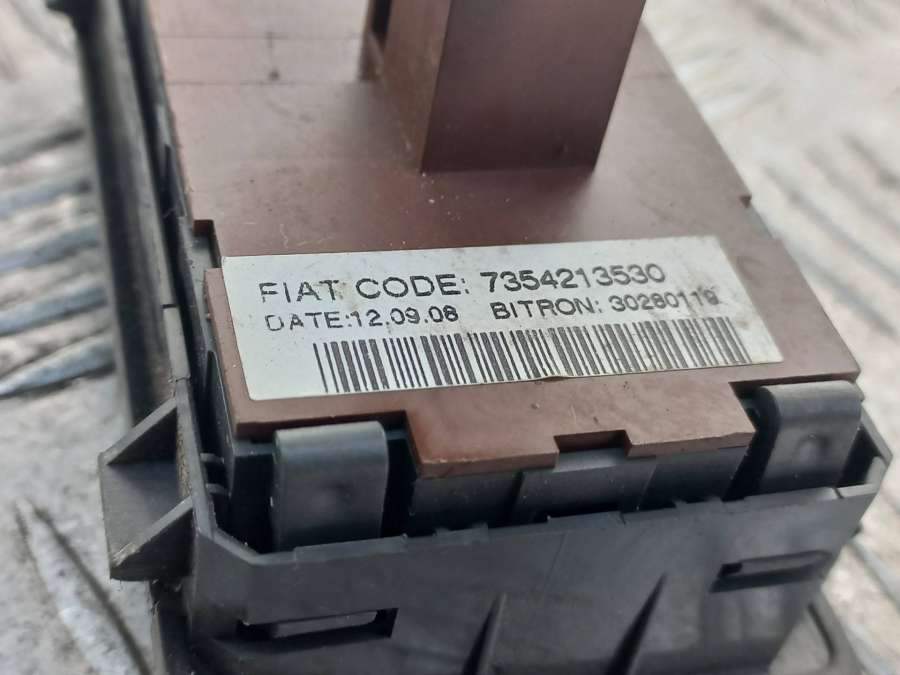 FIAT CODE: 7354213530
DATE:12.09.08 BITRON: 30280119